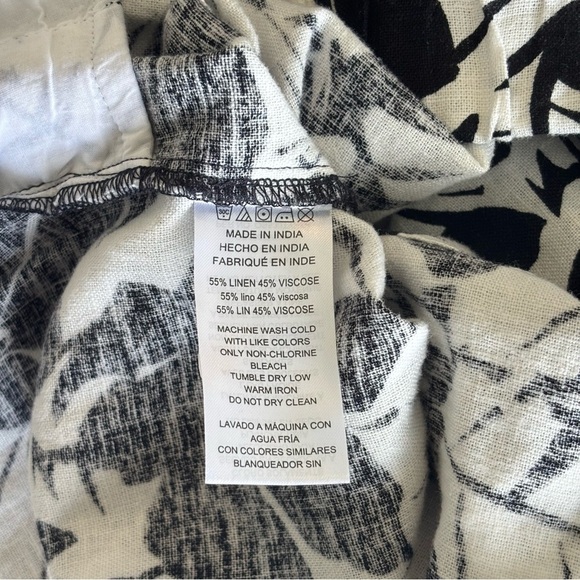 MADE IN INDIA
HECHO EN INDIA
FABRIQUÉ EN INDE
55% LINEN 45% VISCOSE
55% lino 45% viscosa
55% LIN 45% VISCOSE
MACHINE WASH COLD
WITH LIKE COLORS
ONLY NON-CHLORINE
BLEACH
TUMBLE DRY LOW
WARM IRON
DO NOT DRY CLEAN
LAVADO A MÁQUINA CON
AGUA FRÍA
CON COLORES SIMILARES
BLANQUEADOR SIN